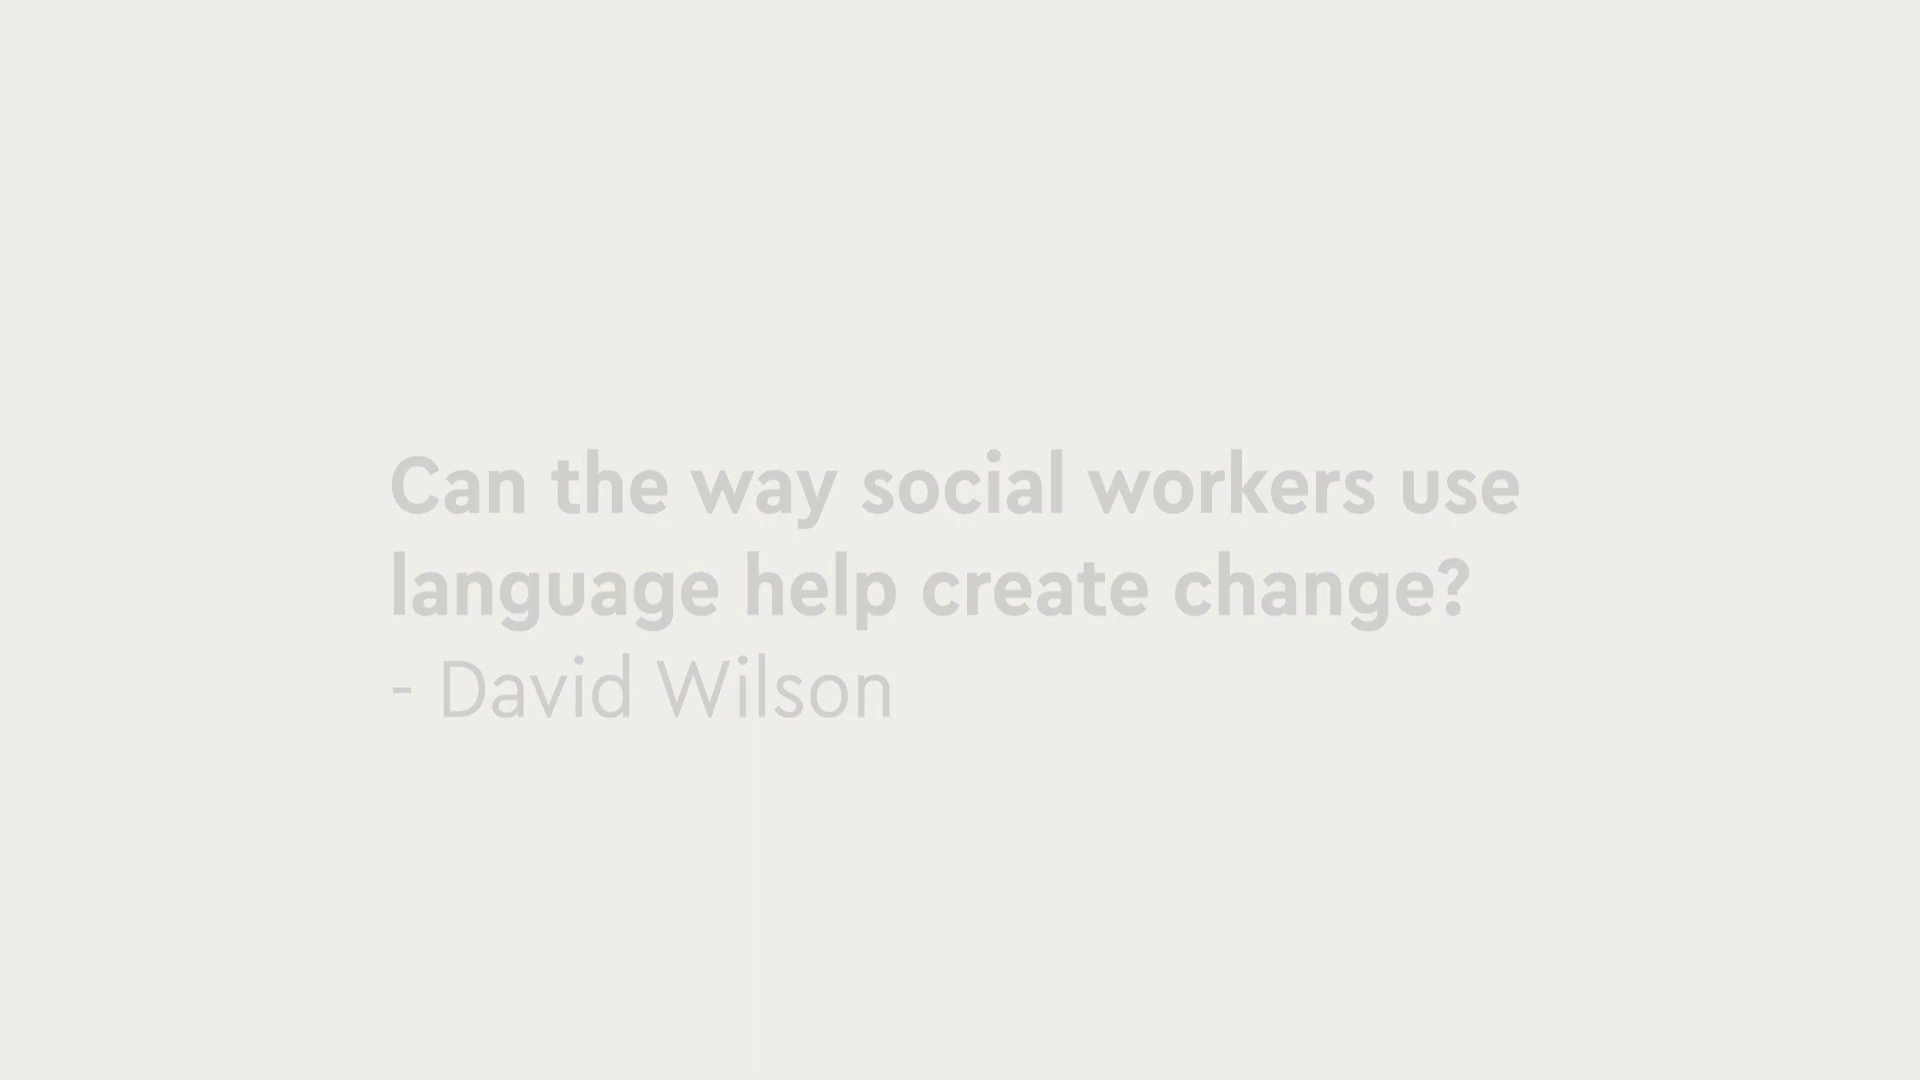 Can the way social workers use
language help create change?
- David Wilson